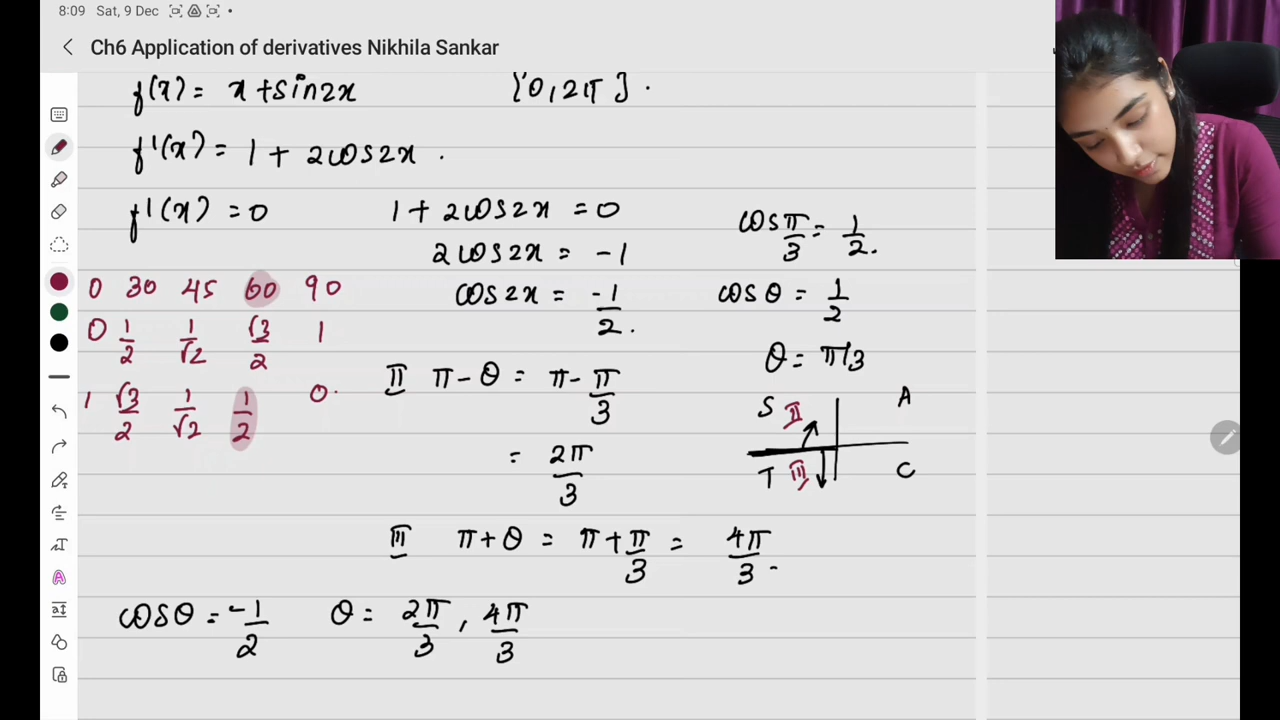 8:09 Sat, 9 Dec
Ch6 Application of derivatives Nikhila Sankar
f(x) = x + sin2x [0, 2π].
f'(x) = 1 + 2cos2x.
f'(x) = 0
1 + 2cos2x = 0
2cos2x = -1
cos2x = -1/2.
cos π/3 = 1/2.
cos θ = 1/2
θ = π/3
0 30 45 60 90
0 1/2 1/√2 √3/2 1
1 √3/2 1/√2 1/2 0.
S II A
T III C
II π - θ = π - π/3
= 2π/3
III π + θ = π + π/3 = 4π/3.
cosθ = -1/2 θ = 2π/3, 4π/3